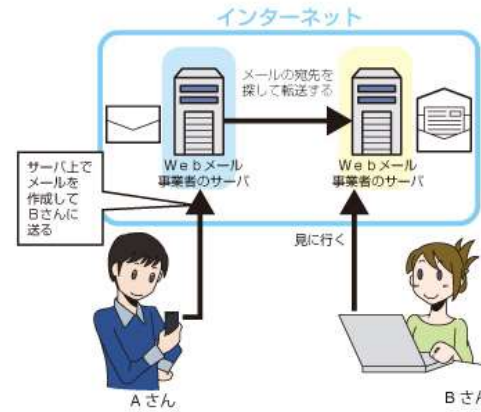 インターネット
メールの宛先を
探して転送する
Webメール
事業者のサーバ
Webメール
事業者のサーバ
サーバ上で
メールを
作成して
Bさんに
送る
見に行く
Aさん
Bさん